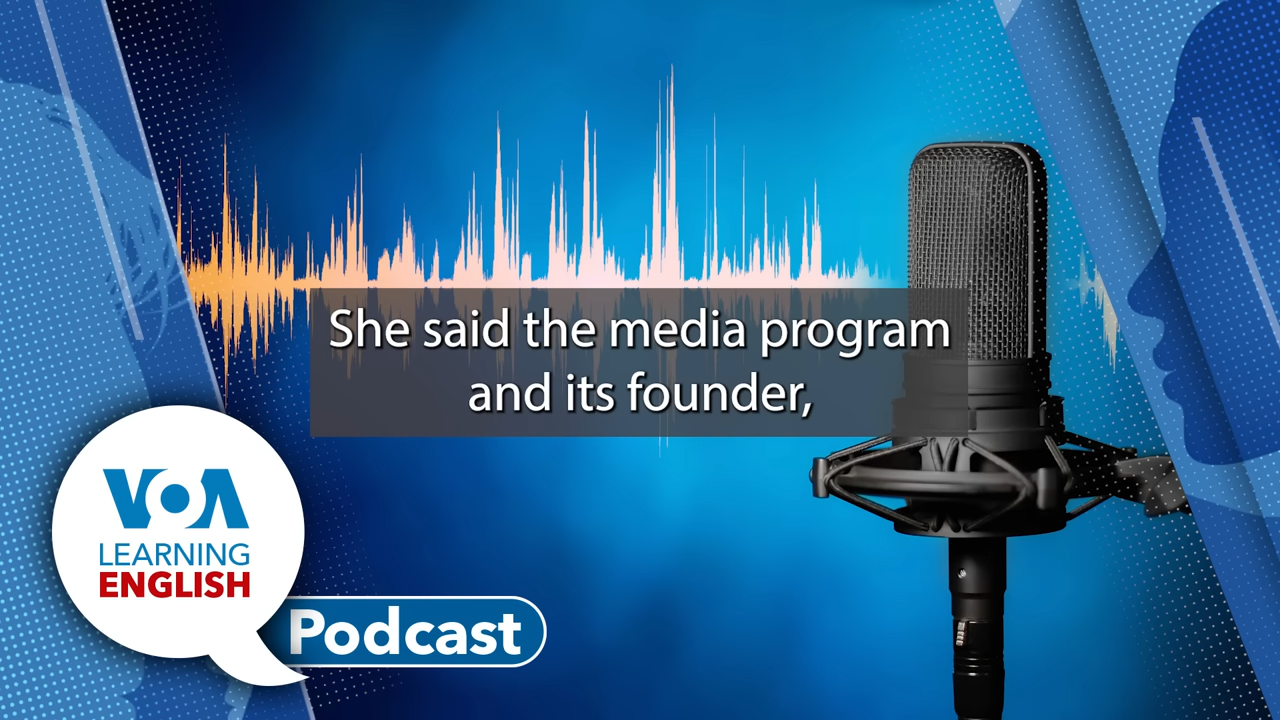 She said the media program
and its founder,
VOA
LEARNING
ENGLISH
Podcast